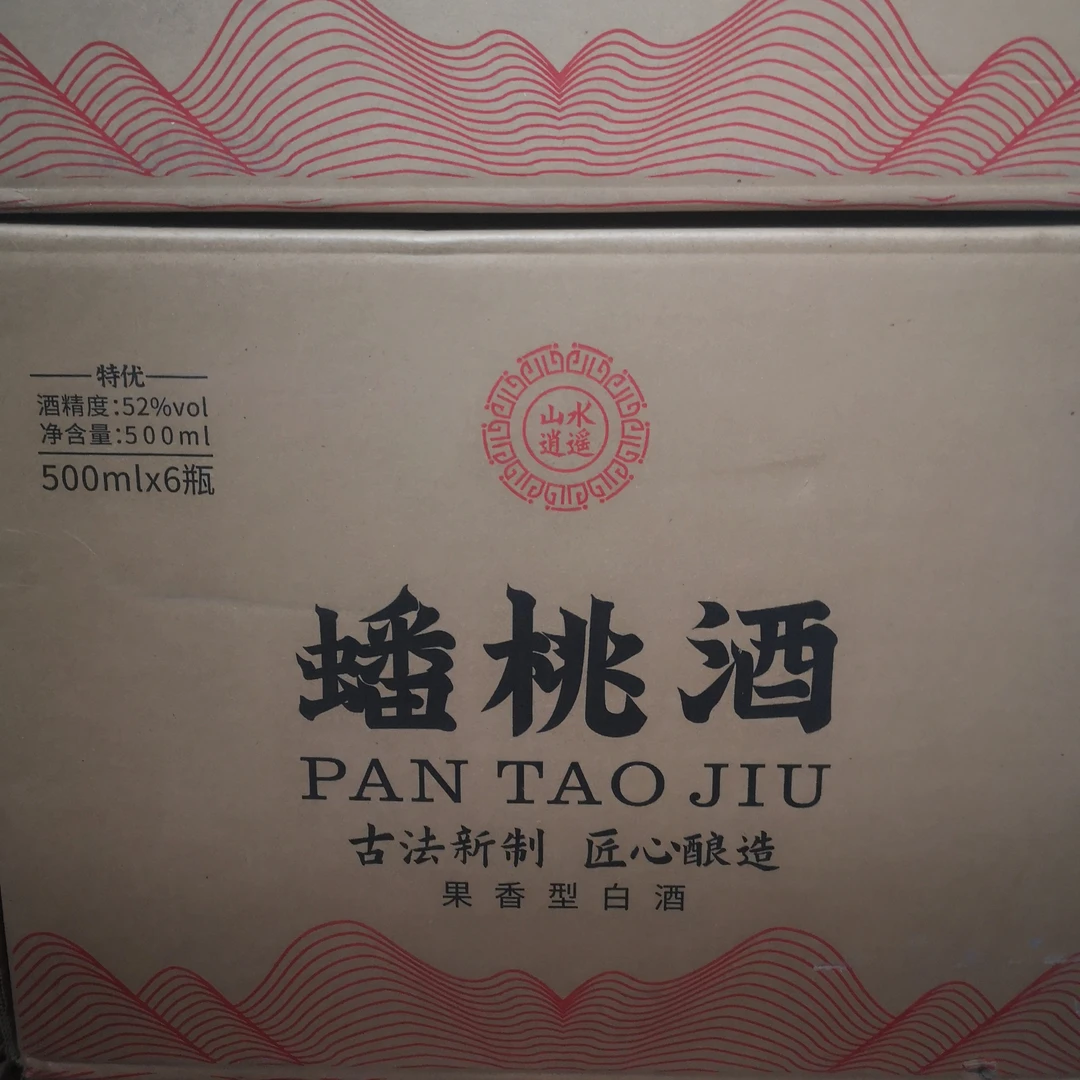 特优
酒精度:52%vol
净含量:500ml
500mlx6瓶
山水
逍遥
蟠桃酒
PAN TAO JIU
古法新制 匠心酿造
果香型白酒